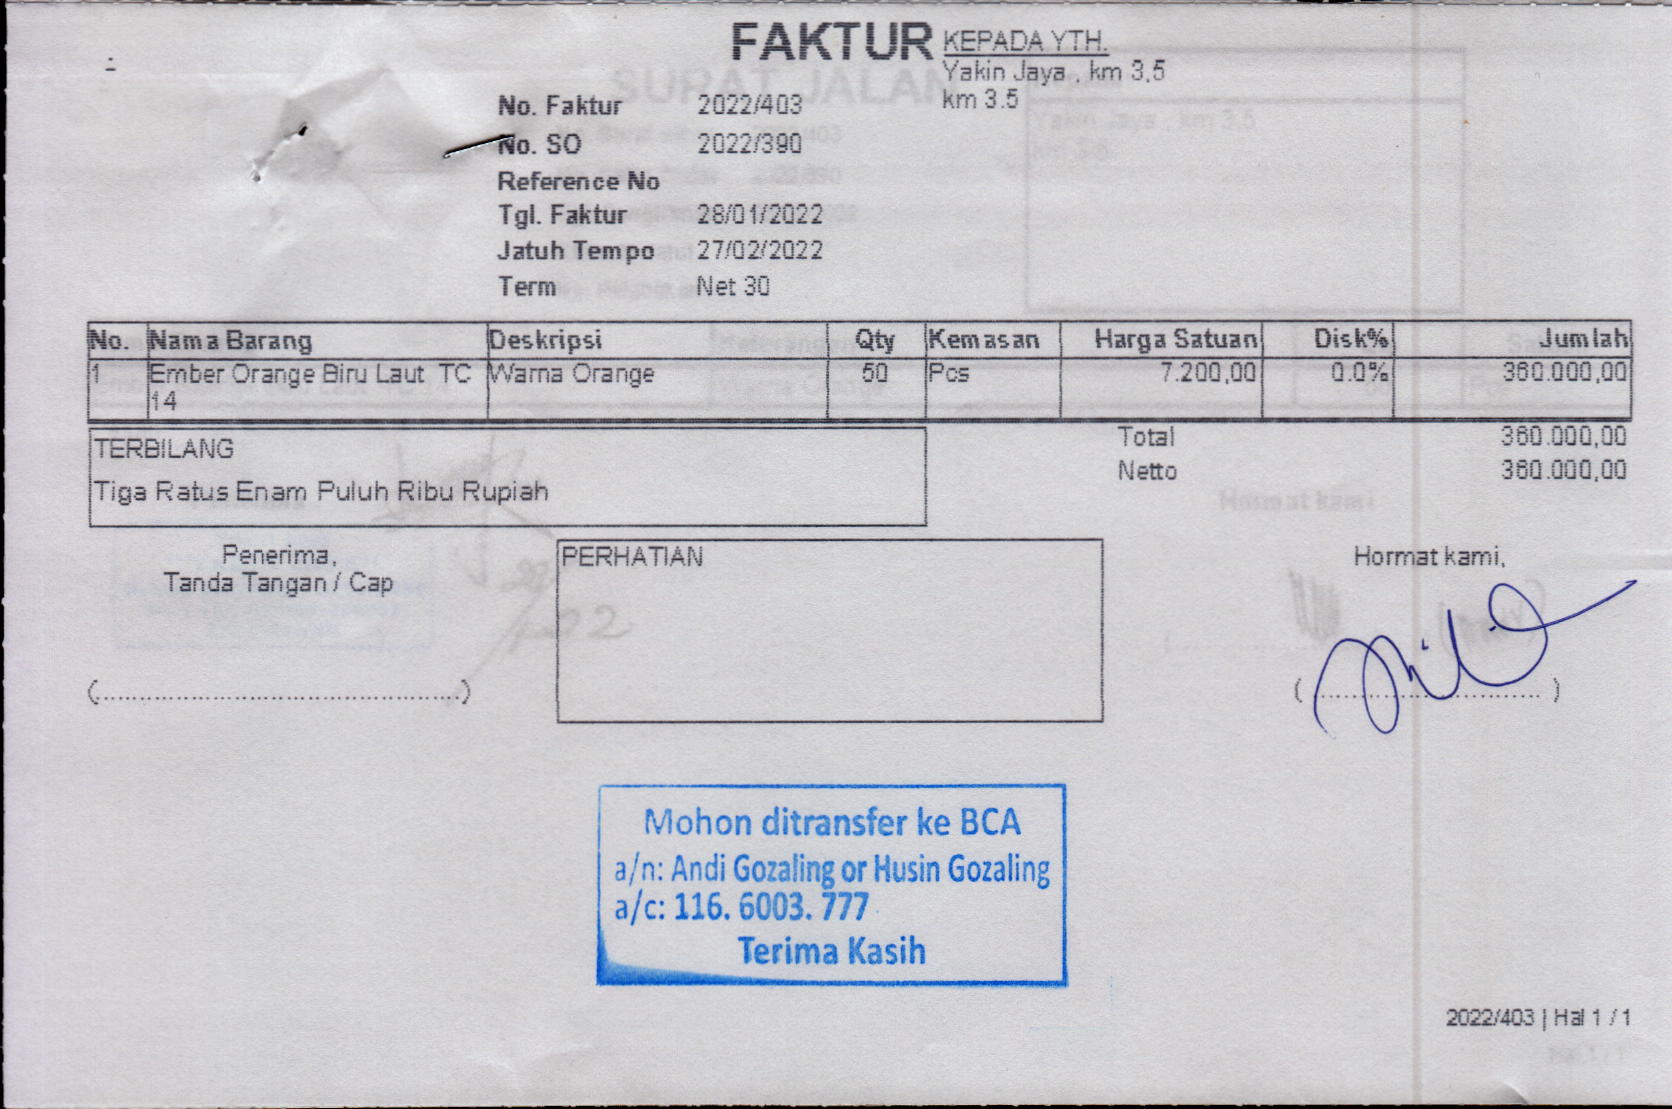 FAKTUR
KEPADA YTH.
Yakin Jaya , km 3,5
km 3.5
No. Faktur 2022/403
No. SO 2022/390
Reference No
Tgl. Faktur 28/01/2022
Jatuh Tempo 27/02/2022
Term Net 30
No. Nama Barang Deskripsi Qty Kemasan Harga Satuan Disk% Jumlah
1 Ember Orange Biru Laut TC Warna Orange 50 Pcs 7.200,00 0.0% 360.000,00
14
TERBILANG
Tiga Ratus Enam Puluh Ribu Rupiah
Total 360.000,00
Netto 360.000,00
Penerima,
Tanda Tangan / Cap
PERHATIAN
Hormat kami,
Mohon ditransfer ke BCA
a/n: Andi Gozaling or Husin Gozaling
a/c: 116. 6003. 777
Terima Kasih
2022/403 | Hal 1 / 1